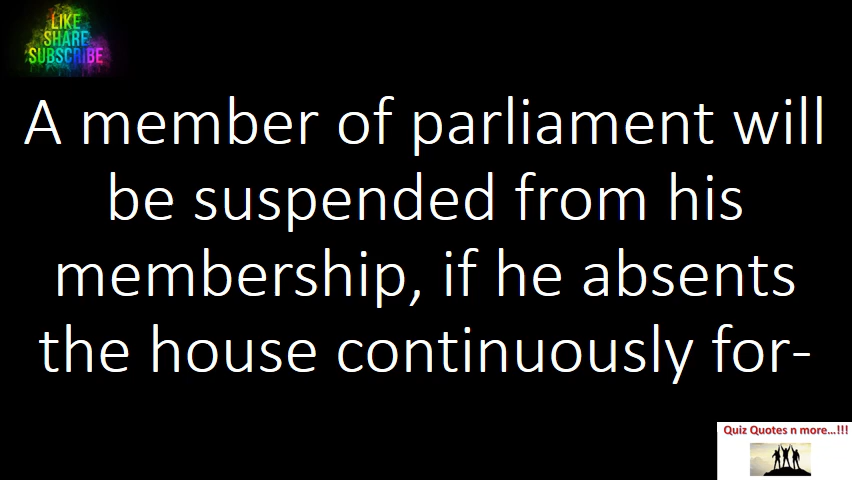 LIKE
SHARE
SUBSCRIBE
A member of parliament will
be suspended from his
membership, if he absents
the house continuously for-
Quiz Quotes n more...!!!